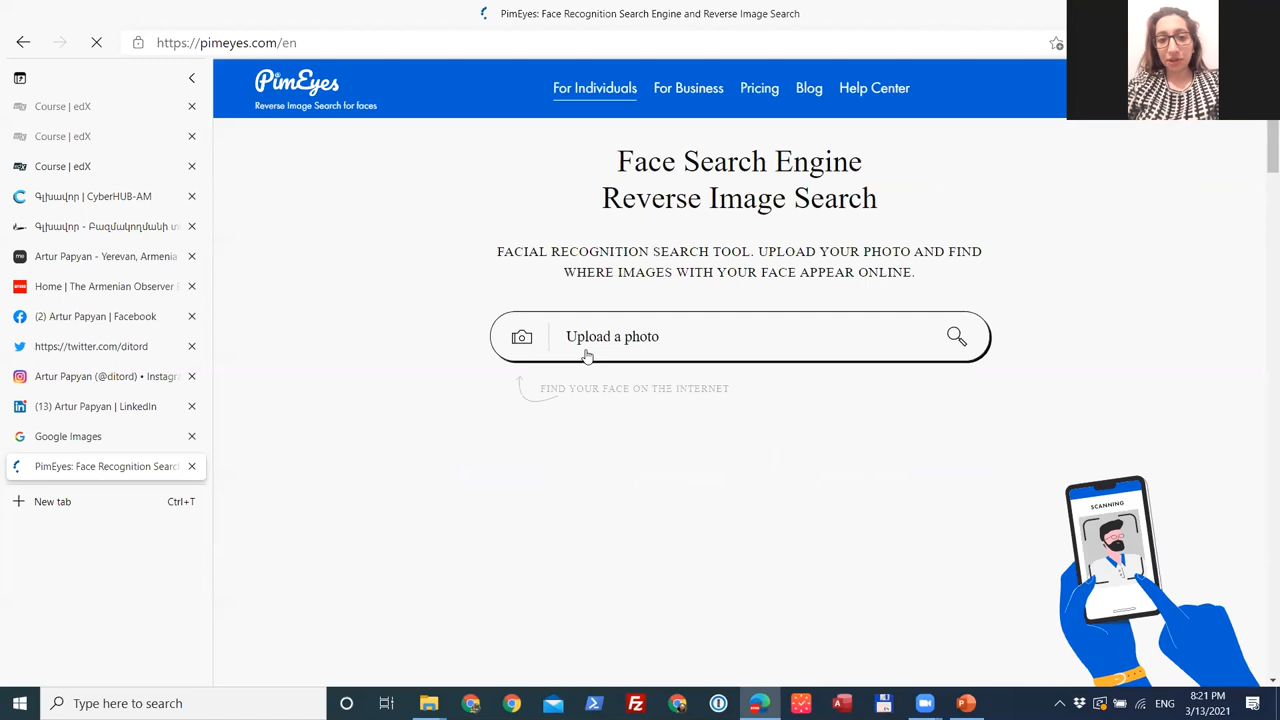 PimEyes: Face Recognition Search Engine and Reverse Image Search
https://pimeyes.com/en
PimEyes
Reverse Image Search for faces
For Individuals
For Business
Pricing
Blog
Help Center
Course | edX
Course | edX
Course | edX
Գլխավոր | CyberHUB-AM
Գլխավոր - Բազմակողմանի տ
Artur Papyan - Yerevan, Armenia
Home | The Armenian Observer
(2) Artur Papyan | Facebook
https://twitter.com/ditord
Artur Papyan (@ditord) • Instagr
(13) Artur Papyan | LinkedIn
Google Images
PimEyes: Face Recognition Searc
New tab
Ctrl+T
Face Search Engine
Reverse Image Search
FACIAL RECOGNITION SEARCH TOOL. UPLOAD YOUR PHOTO AND FIND
WHERE IMAGES WITH YOUR FACE APPEAR ONLINE.
Upload a photo
FIND YOUR FACE ON THE INTERNET
SCANNING
Type here to search
ENG
8:21 PM
3/13/2021